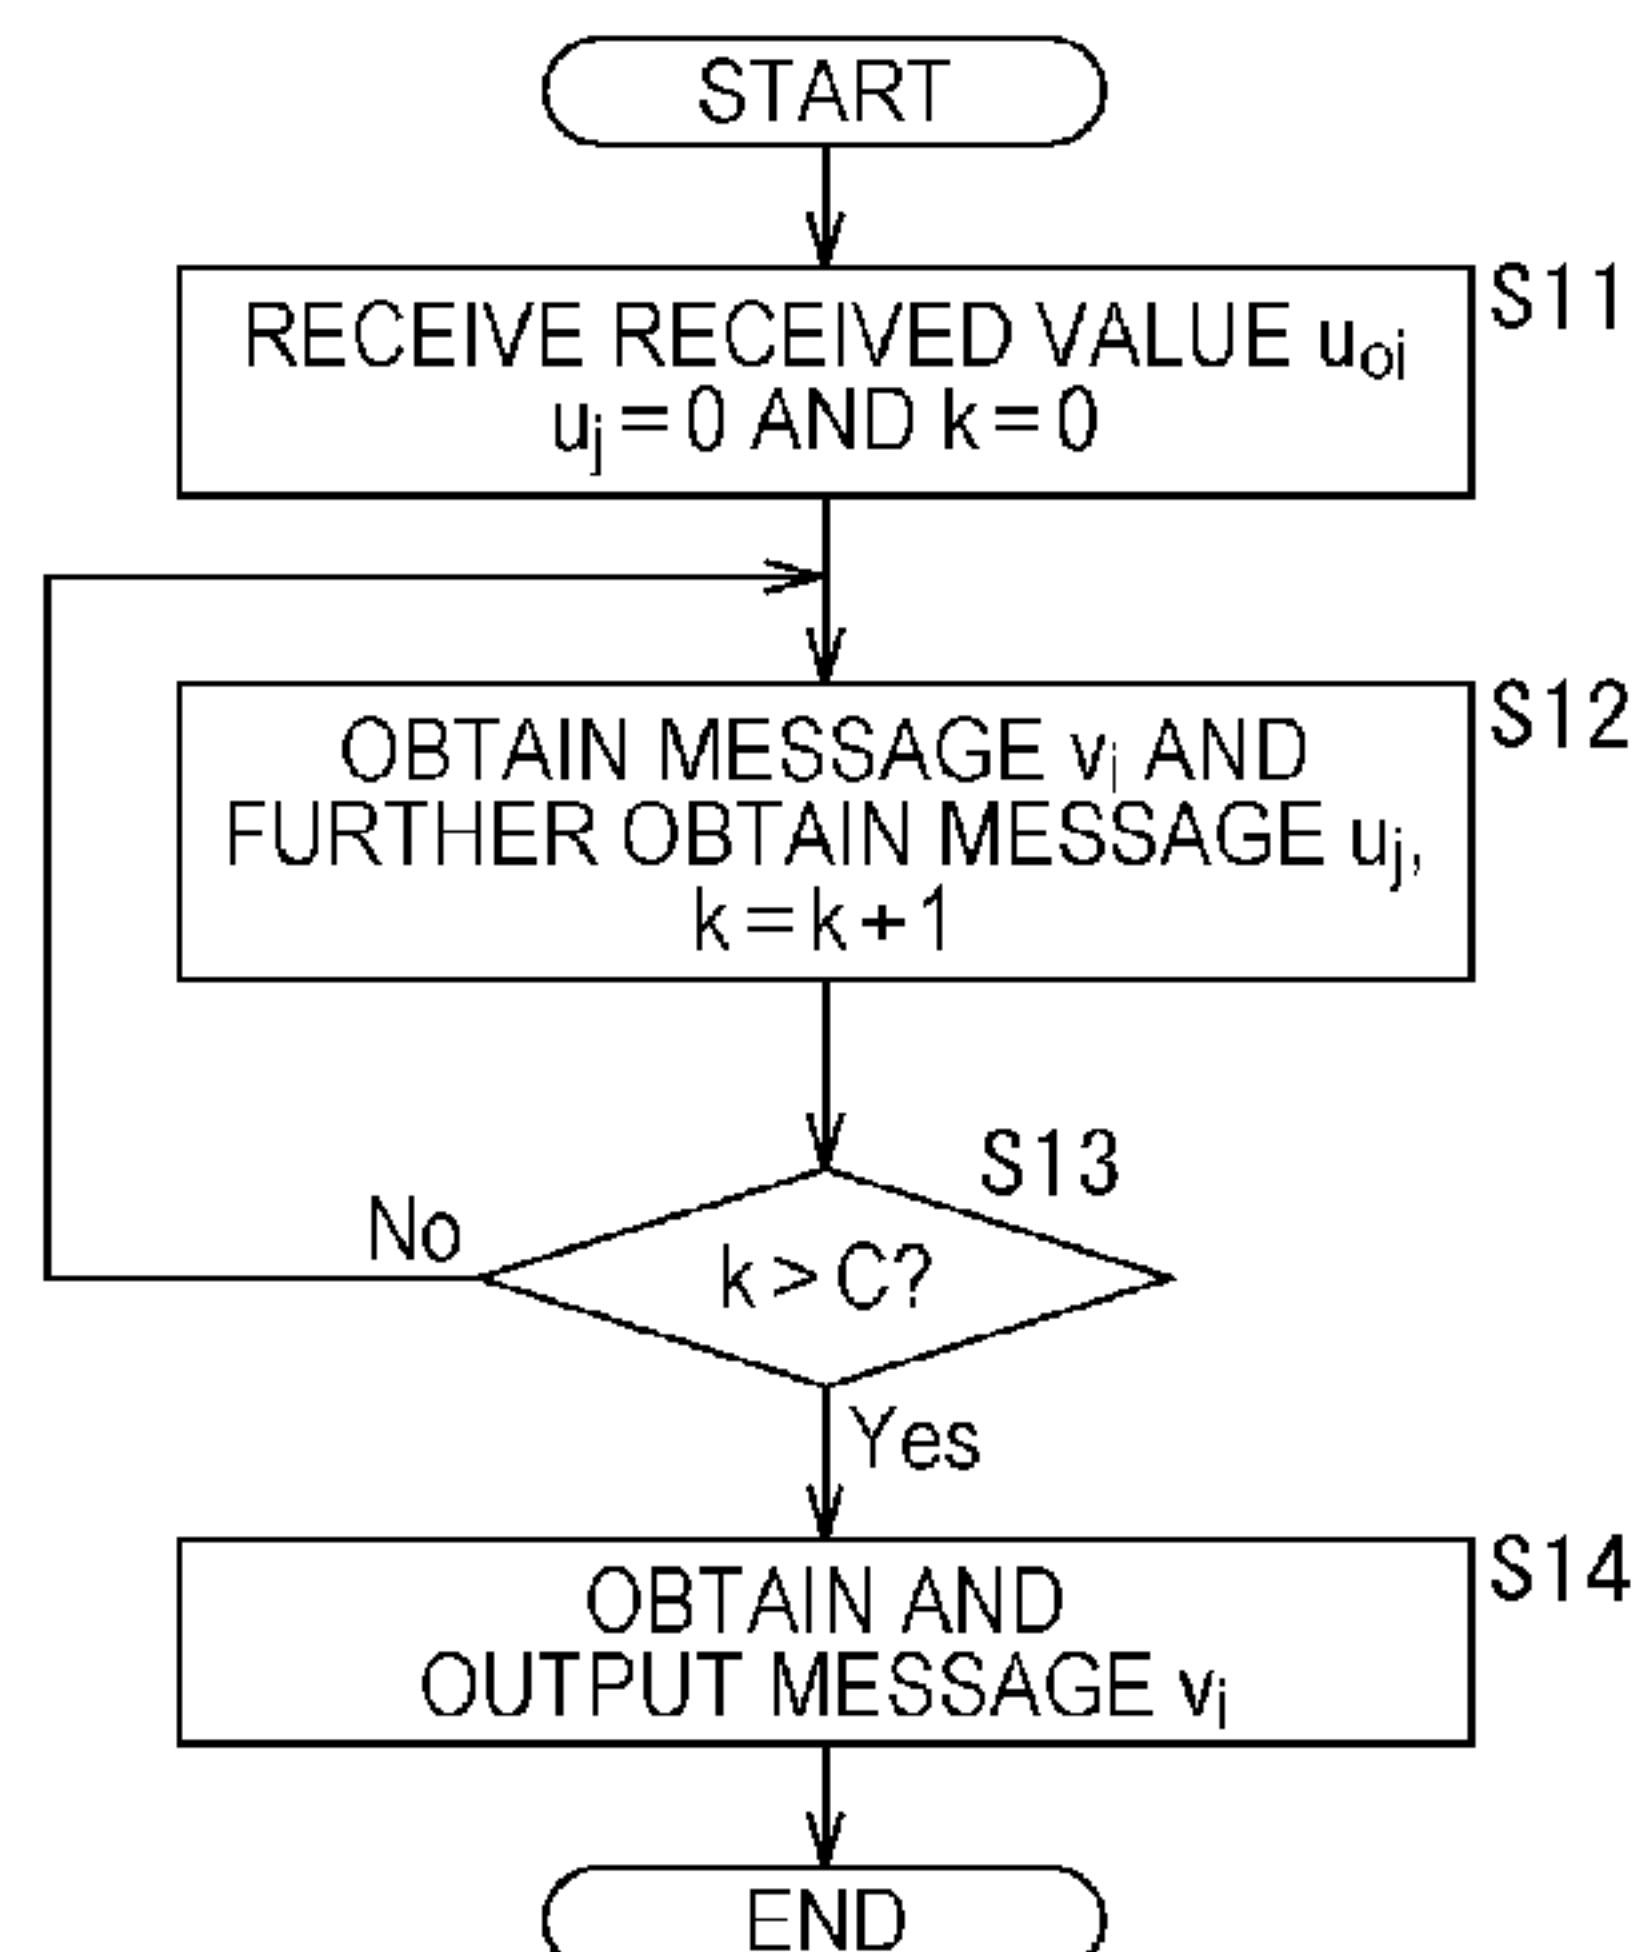 START
S11
RECEIVE RECEIVED VALUE u₀ᵢ
uⱼ=0 AND k=0
S12
OBTAIN MESSAGE vᵢ AND
FURTHER OBTAIN MESSAGE uⱼ,
k=k+1
S13
No
k>C?
Yes
S14
OBTAIN AND
OUTPUT MESSAGE vᵢ
END